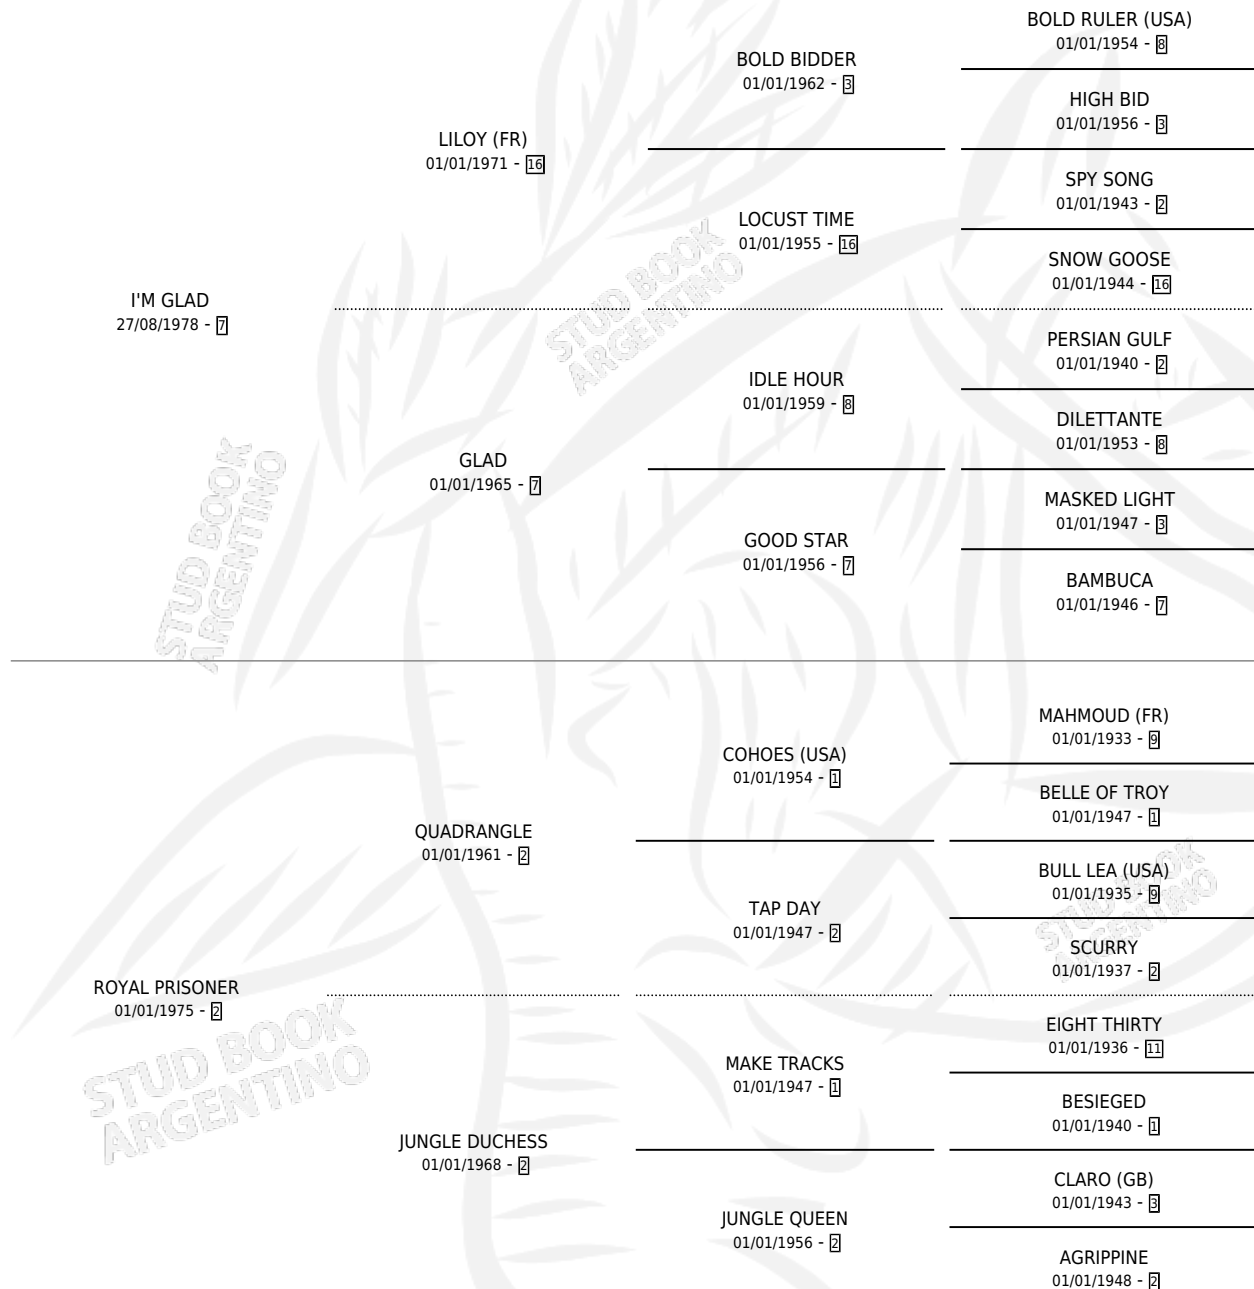 BOLD RULER (USA)
01/01/1954 - 8
BOLD BIDDER
01/01/1962 - 3
HIGH BID
01/01/1956 - 3
LILOY (FR)
01/01/1971 - 16
SPY SONG
01/01/1943 - 2
LOCUST TIME
01/01/1955 - 16
SNOW GOOSE
01/01/1944 - 16
I'M GLAD
27/08/1978 - 7
PERSIAN GULF
01/01/1940 - 2
IDLE HOUR
01/01/1959 - 8
DILETTANTE
01/01/1953 - 8
GLAD
01/01/1965 - 7
MASKED LIGHT
01/01/1947 - 3
GOOD STAR
01/01/1956 - 7
BAMBUCA
01/01/1946 - 7
STUD BOOK
ARGENTINO
STUD BOOK
ARGENTINO
MAHMOUD (FR)
01/01/1933 - 9
COHOES (USA)
01/01/1954 - 1
BELLE OF TROY
01/01/1947 - 1
QUADRANGLE
01/01/1961 - 2
BULL LEA (USA)
01/01/1935 - 9
TAP DAY
01/01/1947 - 2
SCURRY
01/01/1937 - 2
ROYAL PRISONER
01/01/1975 - 2
EIGHT THIRTY
01/01/1936 - 11
MAKE TRACKS
01/01/1947 - 1
BESIEGED
01/01/1940 - 1
JUNGLE DUCHESS
01/01/1968 - 2
CLARO (GB)
01/01/1943 - 3
JUNGLE QUEEN
01/01/1956 - 2
AGRIPPINE
01/01/1948 - 2
STUD BOOK
ARGENTINO
STUD BOOK
ARGENTINO